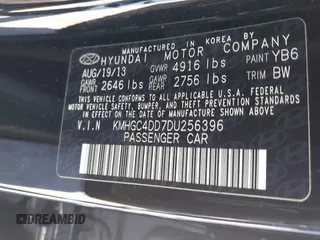 MANUFACTURED IN KOREA BY
HYUNDAI MOTOR COMPANY
AUG/19/13 GVWR 4916 lbs PAINT YB6
GAWR FRONT 2646 lbs GAWR REAR 2756 lbs TRIM BW
THIS VEHICLE CONFORMS TO ALL APPLICABLE U.S.A. FEDERAL
MOTOR VEHICLE SAFETY, BUMPER, AND THEFT PREVENTION
STANDARDS IN EFFECT ON THE DATE OF MANUFACTURE SHOWN ABOVE.
V.I.N KMHGC4DD7DU256396
PASSENGER CAR
DREAMBID